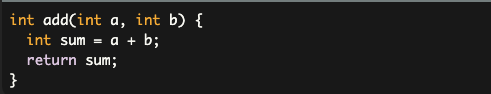 int add(int a, int b) {
  int sum = a + b;
  return sum;
}